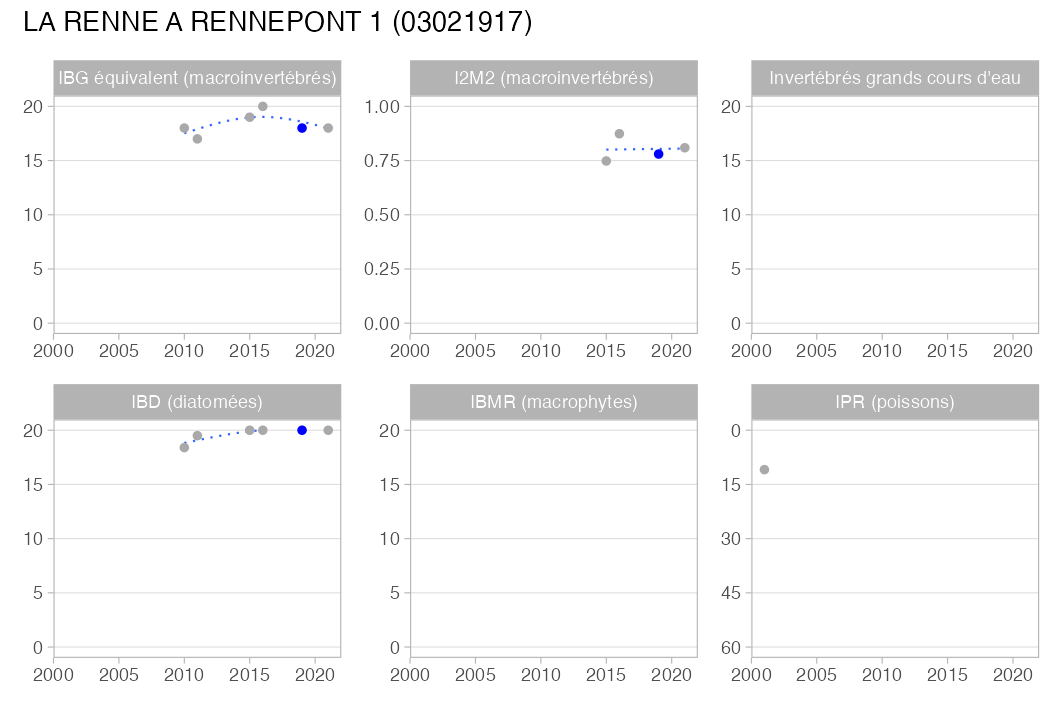 LA RENNE A RENNEPONT 1 (03021917)
IBG équivalent (macroinvertébrés)
I2M2 (macroinvertébrés)
Invertébrés grands cours d'eau
20
15
10
5
0
2000 2005 2010 2015 2020
1.00
0.75
0.50
0.25
0.00
2000 2005 2010 2015 2020
20
15
10
5
0
2000 2005 2010 2015 2020
IBD (diatomées)
IBMR (macrophytes)
IPR (poissons)
20
15
10
5
0
2000 2005 2010 2015 2020
20
15
10
5
0
2000 2005 2010 2015 2020
0
15
30
45
60
2000 2005 2010 2015 2020